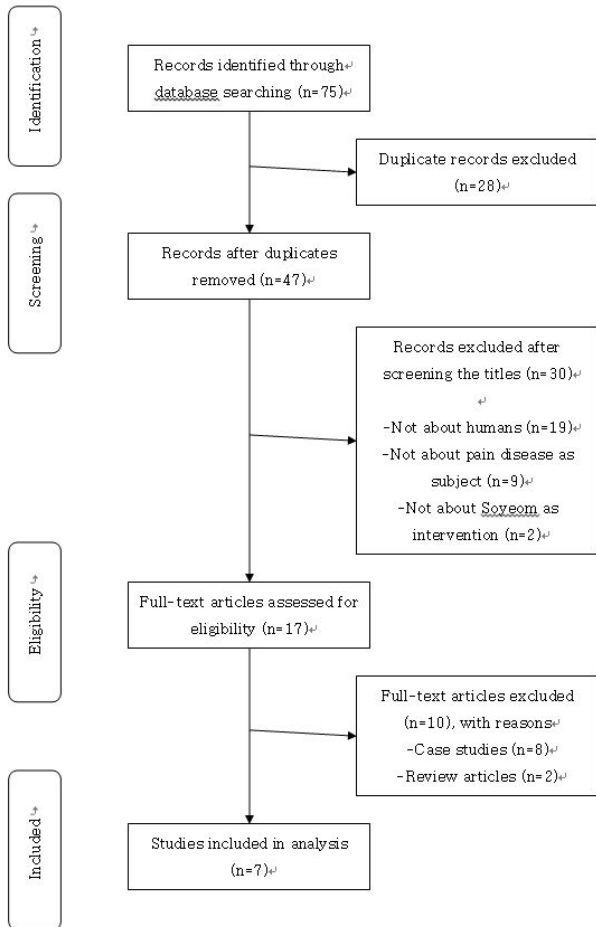 Identification
Records identified through
database searching (n=75)
Duplicate records excluded
(n=28)
Screening
Records after duplicates
removed (n=47)
Records excluded after
screening the titles (n=30)
-Not about humans (n=19)
-Not about pain disease as
subject (n=9)
-Not about Soyeom as
intervention (n=2)
Eligibility
Full-text articles assessed for
eligibility (n=17)
Full-text articles excluded
(n=10), with reasons
-Case studies (n=8)
-Review articles (n=2)
Included
Studies included in analysis
(n=7)